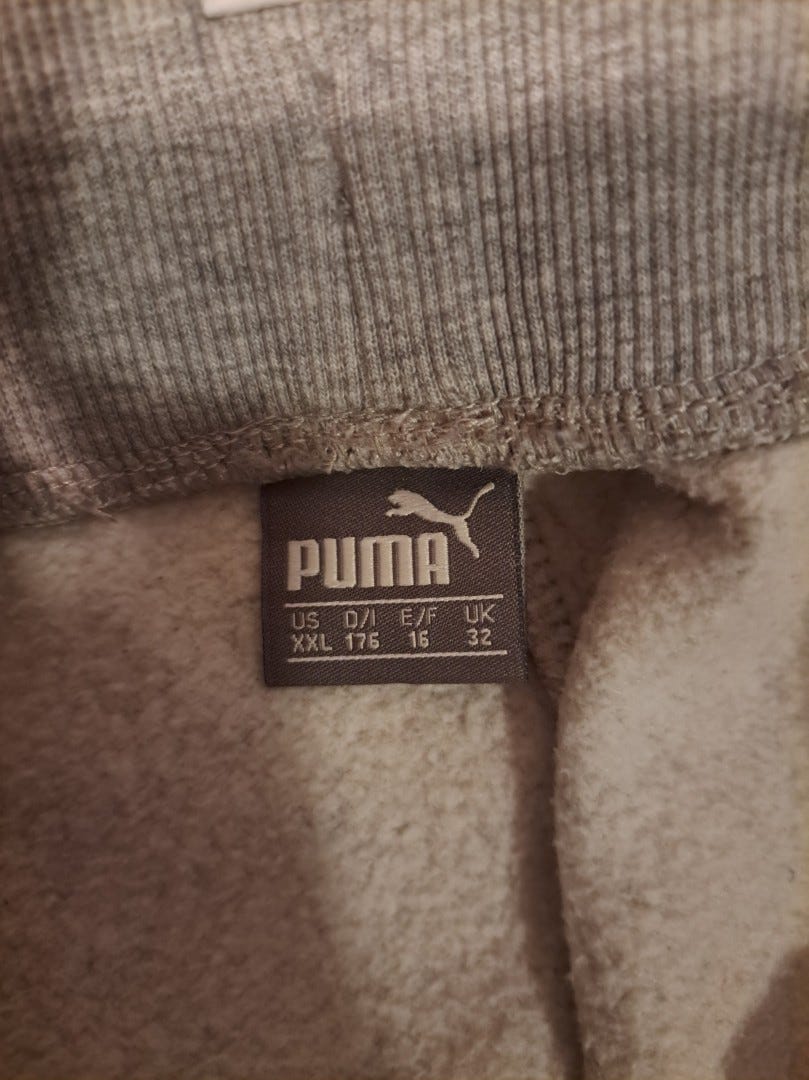 PUMA
US D/I E/F UK
XXL 176 16 32